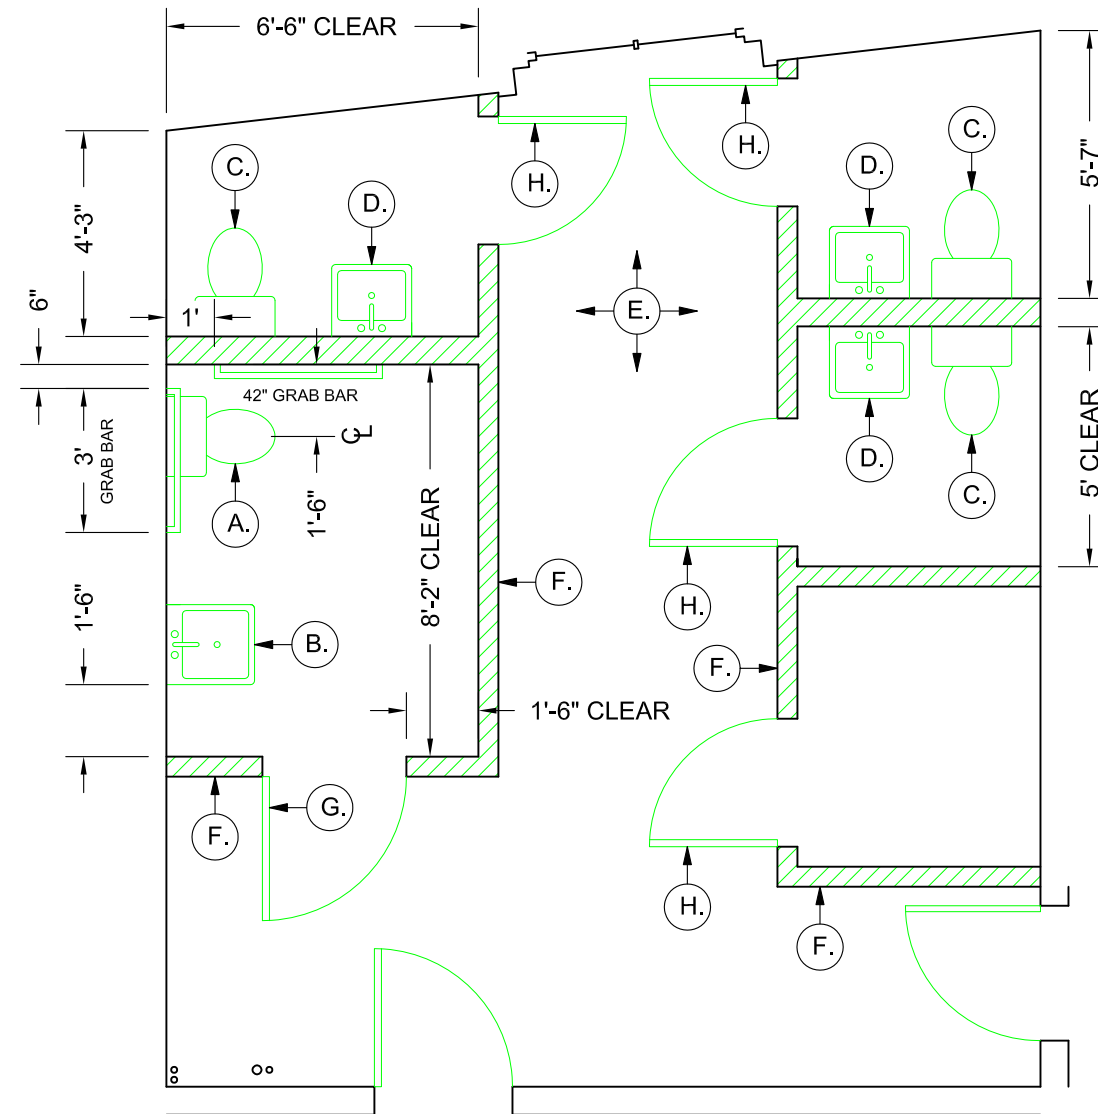 6'-6" CLEAR
C.
H.
H.
C.
5'-7"
D.
D.
4'-3"
6"
1'
E.
42" GRAB BAR
C
L
3'
GRAB BAR
A.
1'-6"
8'-2" CLEAR
D.
C.
5' CLEAR
F.
H.
1'-6"
B.
F.
1'-6" CLEAR
G.
F.
H.
F.